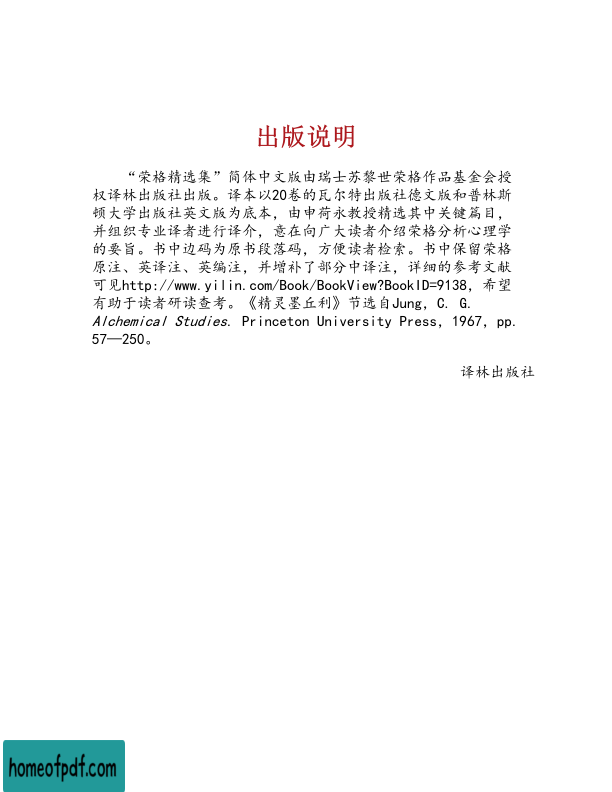 出版说明
“荣格精选集”简体中文版由瑞士苏黎世荣格作品基金会授
权译林出版社出版。译本以20卷的瓦尔特出版社德文版和普林斯
顿大学出版社英文版为底本，由申荷永教授精选其中关键篇目，
并组织专业译者进行译介，意在向广大读者介绍荣格分析心理学
的要旨。书中边码为原书段落码，方便读者检索。书中保留荣格
原注、英译注、英编注，并增补了部分中译注，详细的参考文献
可见http://www.yilin.com/Book/BookView?BookID=9138，希望
有助于读者研读查考。《精灵墨丘利》节选自Jung, C. G.
Alchemical Studies. Princeton University Press, 1967, pp.
57—250。
译林出版社
homeofpdf.com